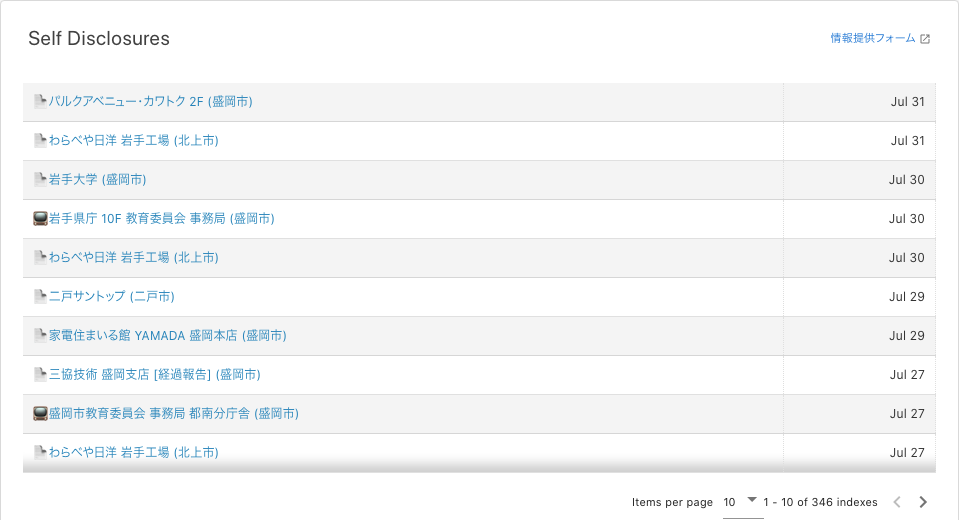 Self Disclosures
情報提供フォーム
パルクアベニュー・カワトク 2F (盛岡市) Jul 31
わらべや日洋 岩手工場 (北上市) Jul 31
岩手大学 (盛岡市) Jul 30
岩手県庁 10F 教育委員会 事務局 (盛岡市) Jul 30
わらべや日洋 岩手工場 (北上市) Jul 30
二戸サントップ (二戸市) Jul 29
家電住まいる館 YAMADA 盛岡本店 (盛岡市) Jul 29
三協技術 盛岡支店 [経過報告] (盛岡市) Jul 27
盛岡市教育委員会 事務局 都南分庁舎 (盛岡市) Jul 27
わらべや日洋 岩手工場 (北上市) Jul 27
Items per page 10 1 - 10 of 346 indexes